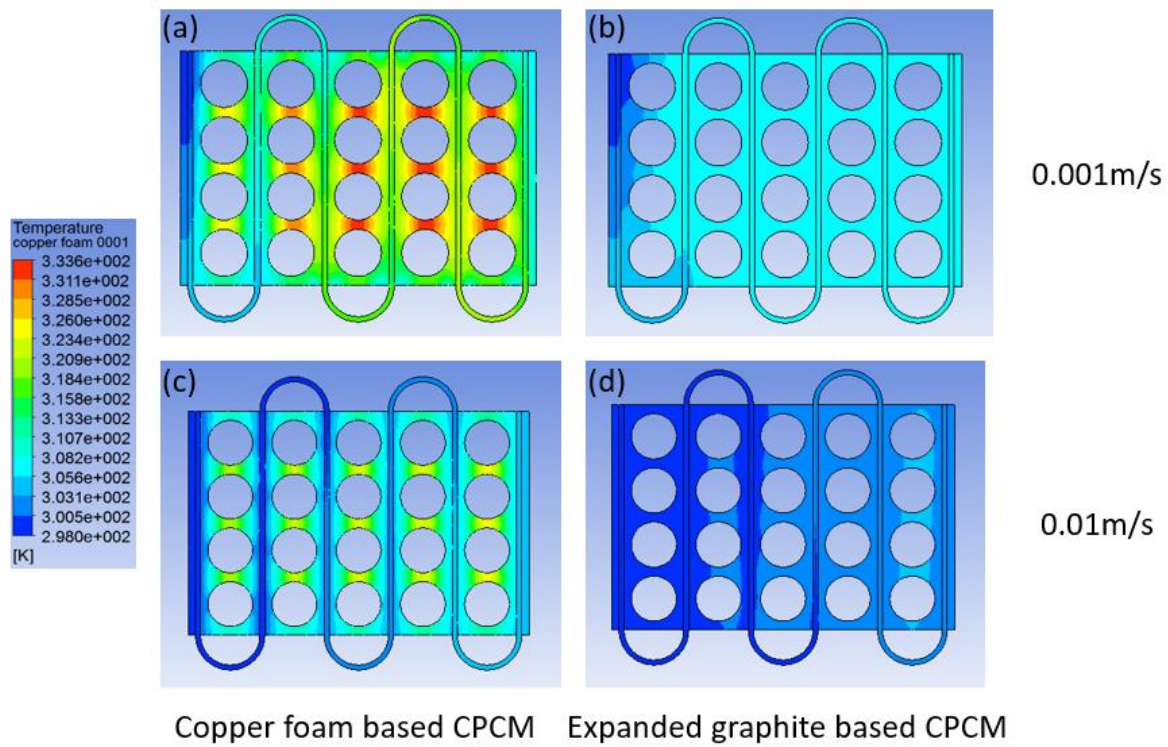 (a)
(b)
0.001m/s
Temperature
copper foam 0001
3.336e+002
3.311e+002
3.285e+002
3.260e+002
3.234e+002
3.209e+002
3.184e+002
3.158e+002
3.133e+002
3.107e+002
3.056e+002
3.031e+002
3.005e+002
2.980e+002
[K]
(c)
(d)
0.01m/s
Copper foam based CPCM
Expanded graphite based CPCM